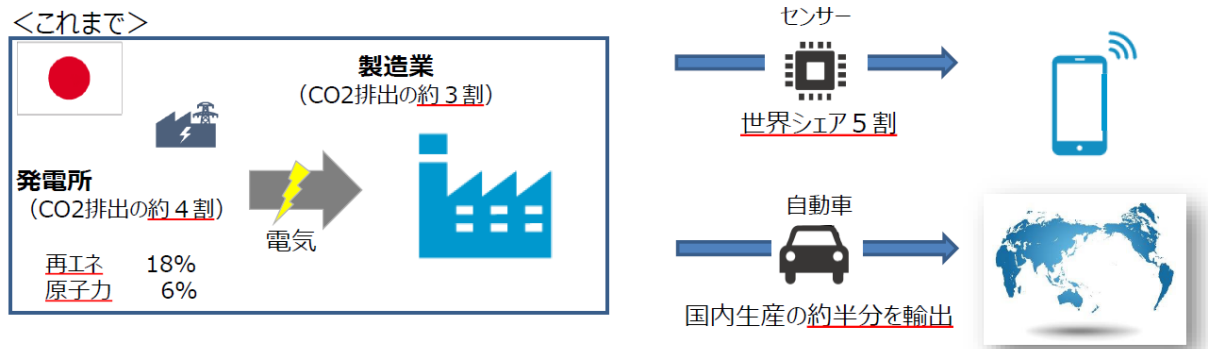 ＜これまで＞
製造業
（CO2排出の約３割）
発電所
（CO2排出の約４割）
電気
再エネ 18%
原子力 6%
センサー
世界シェア５割
自動車
国内生産の約半分を輸出